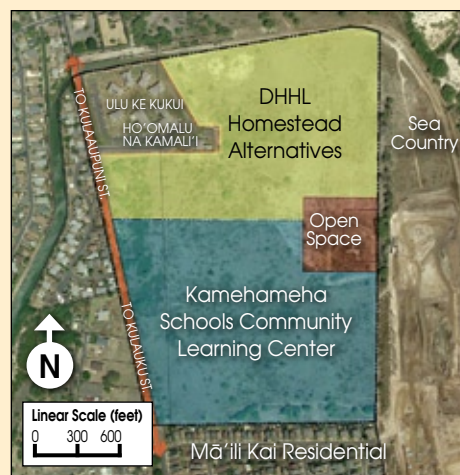 ULU KE KUKUI
HO'OMALU
NA KAMALI'I
DHHL
Homestead
Alternatives
Sea
Country
TO KULAAUPUNI ST.
Open
Space
Kamehameha
Schools Community
Learning Center
TO KULAUKU ST.
N
Linear Scale (feet)
0 300 600
Mā'ili Kai Residential